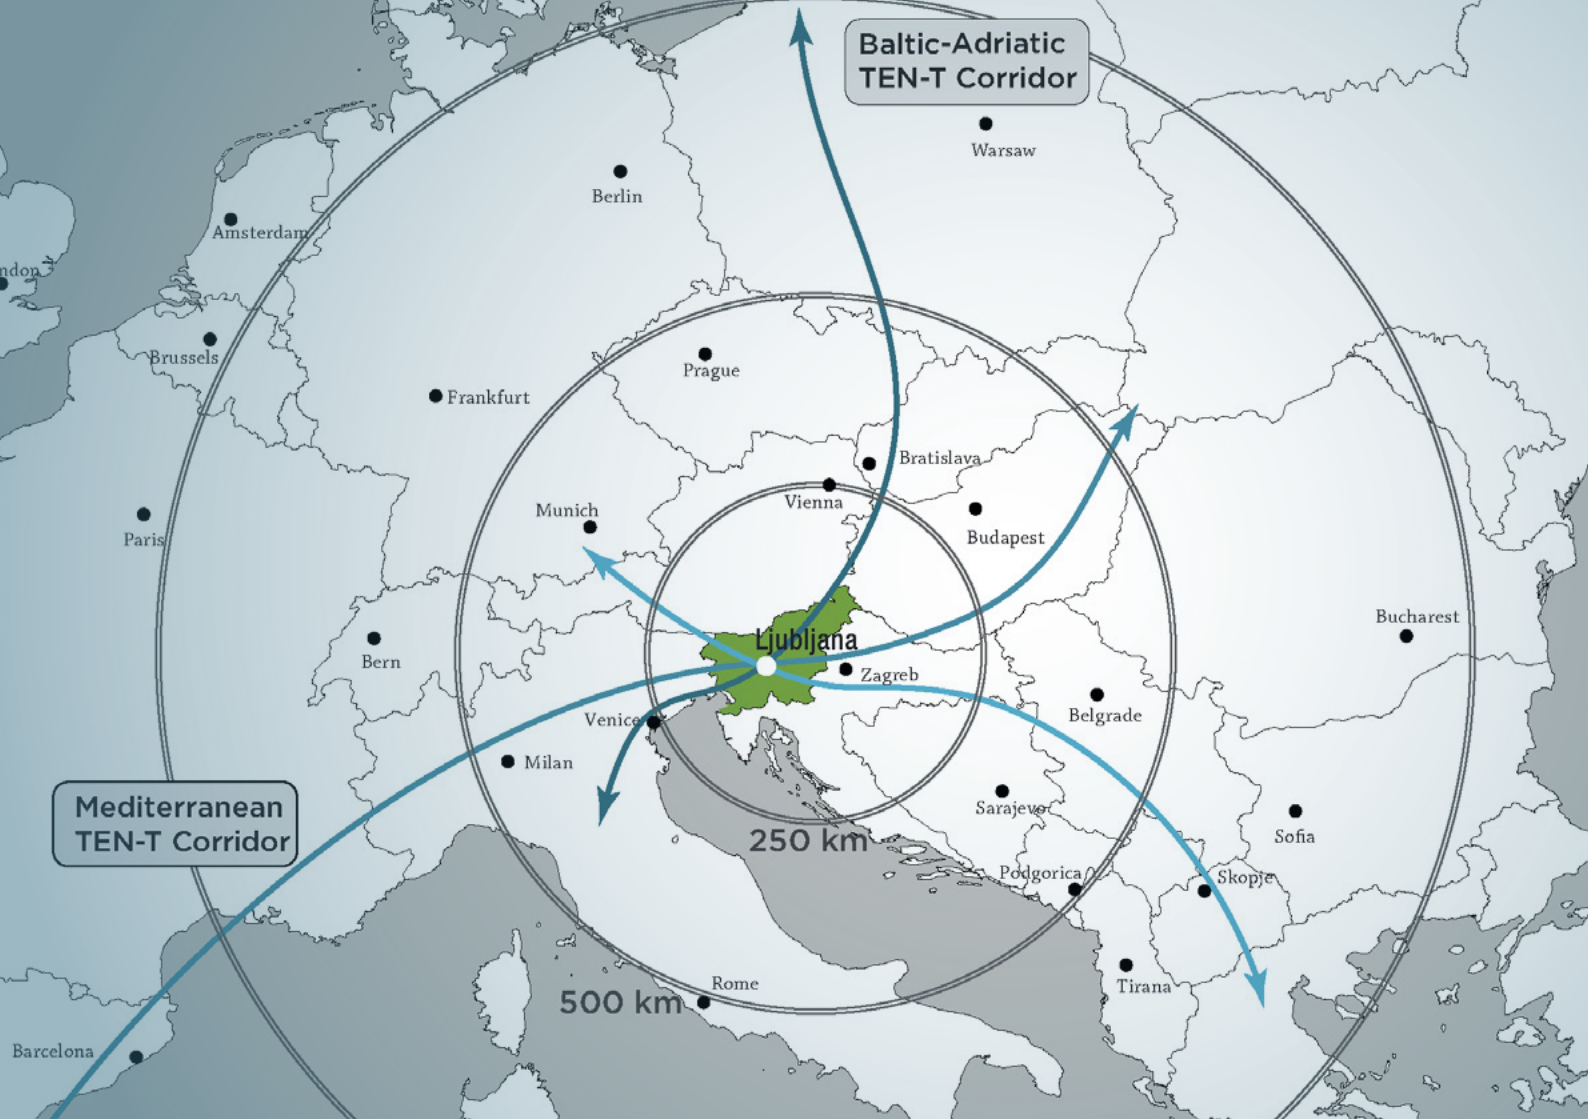 Baltic-Adriatic
TEN-T Corridor
Warsaw
Berlin
Amsterdam
ndon
Brussels
Prague
Frankfurt
Bratislava
Vienna
Munich
Budapest
Paris
Bucharest
Ljubljana
Bern
Zagreb
Belgrade
Venice
Milan
Mediterranean
TEN-T Corridor
Sarajevo
Sofia
250 km
Podgorica
Skopje
Rome
Tirana
500 km
Barcelona